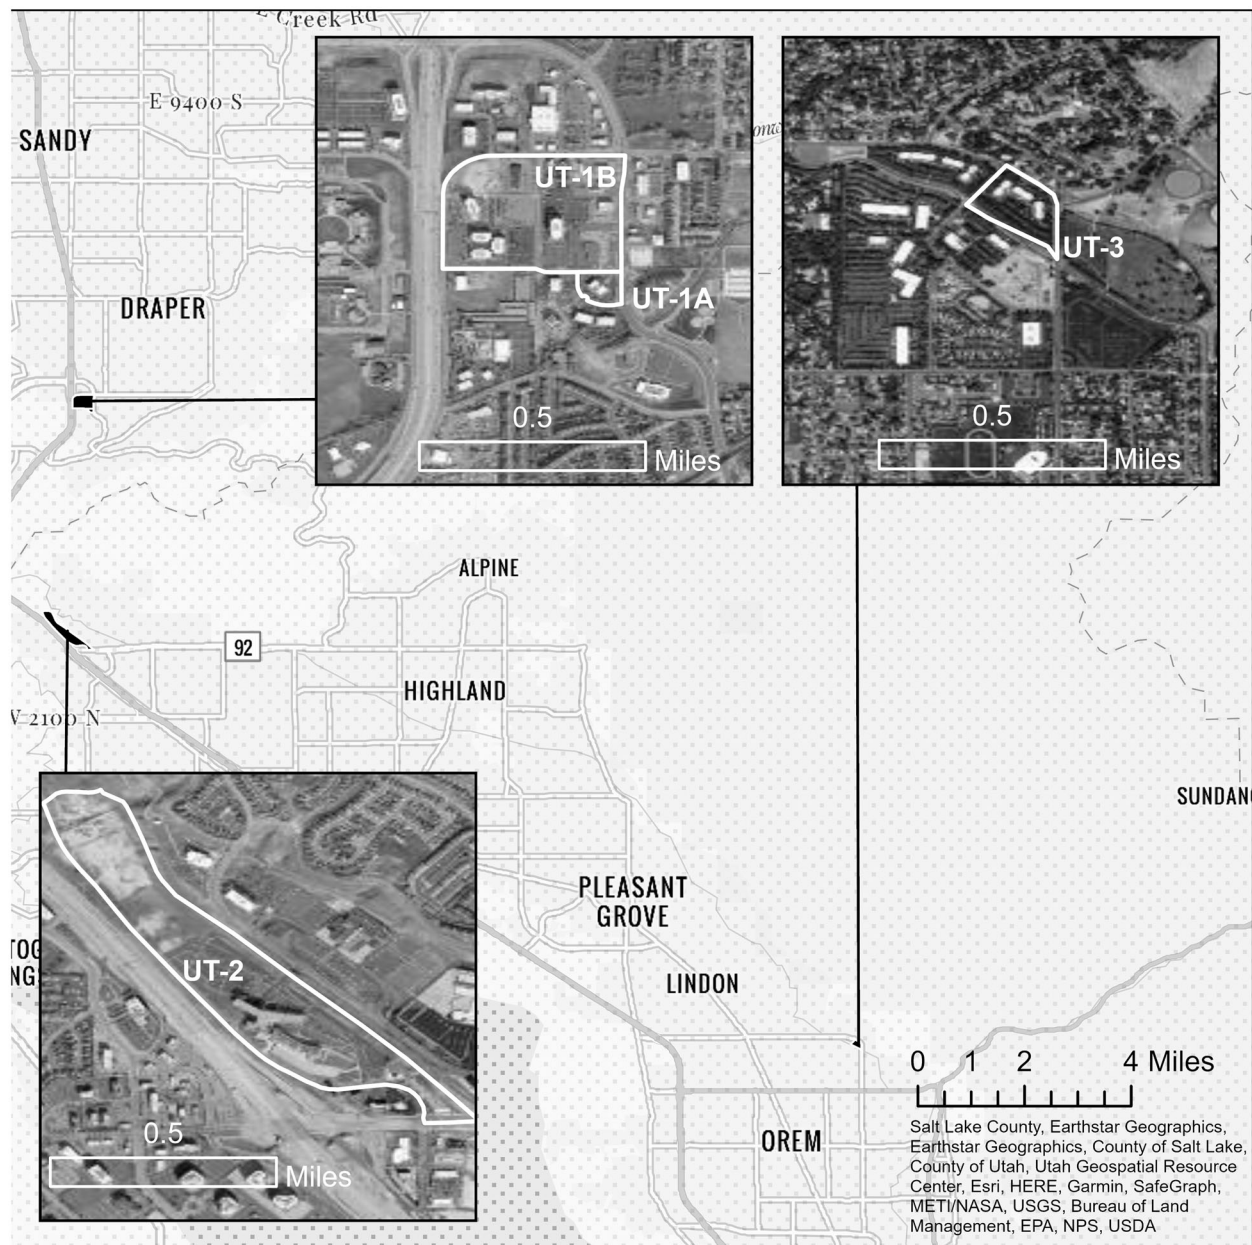 E Creek Rd
E 9400 S
SANDY
UT-1B
UT-3
UT-1A
DRAPER
0.5
Miles
0.5
Miles
ALPINE
92
HIGHLAND
2100 N
SUNDANC
PLEASANT
GROVE
UT-2
LINDON
0 1 2 4 Miles
0.5
Miles
OREM
Salt Lake County, Earthstar Geographics,
Earthstar Geographics, County of Salt Lake,
County of Utah, Utah Geospatial Resource
Center, Esri, HERE, Garmin, SafeGraph,
METI/NASA, USGS, Bureau of Land
Management, EPA, NPS, USDA